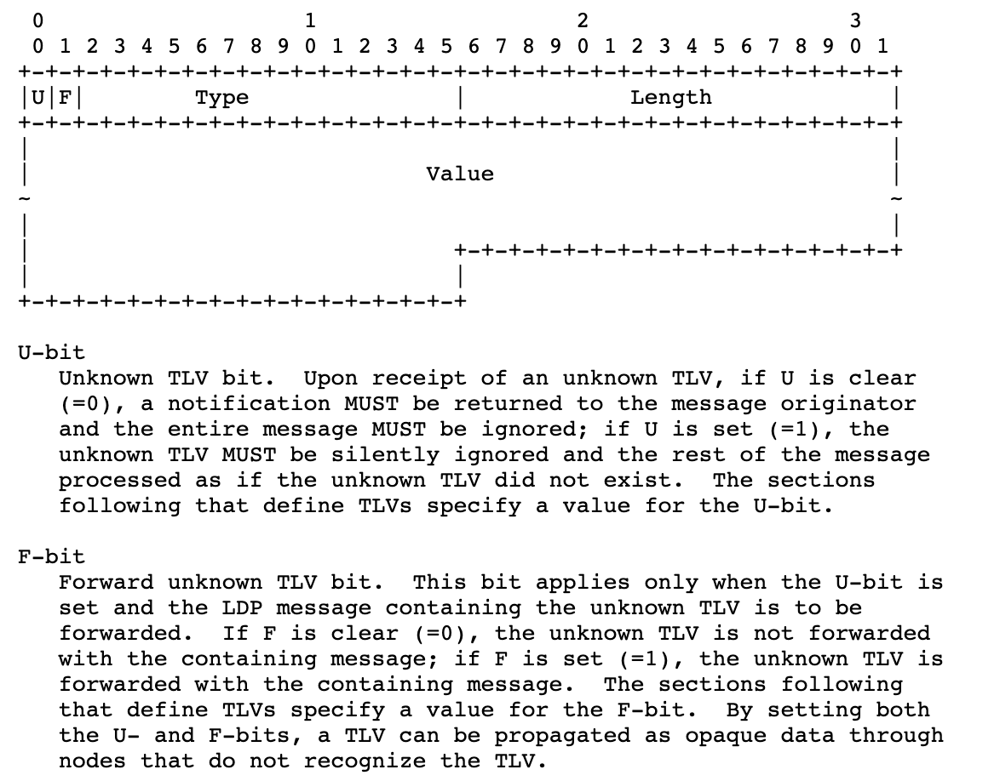 0                   1                   2                   3
 0 1 2 3 4 5 6 7 8 9 0 1 2 3 4 5 6 7 8 9 0 1 2 3 4 5 6 7 8 9 0 1
+-+-+-+-+-+-+-+-+-+-+-+-+-+-+-+-+-+-+-+-+-+-+-+-+-+-+-+-+-+-+-+-+
|U|F|        Type               |            Length             |
+-+-+-+-+-+-+-+-+-+-+-+-+-+-+-+-+-+-+-+-+-+-+-+-+-+-+-+-+-+-+-+-+
|                                                               |
|                             Value                             |
~                                                               ~
|                                                               |
|                               +-+-+-+-+-+-+-+-+-+-+-+-+-+-+-+-+
|                               |
+-+-+-+-+-+-+-+-+-+-+-+-+-+-+-+-+

U-bit
   Unknown TLV bit.  Upon receipt of an unknown TLV, if U is clear
   (=0), a notification MUST be returned to the message originator
   and the entire message MUST be ignored; if U is set (=1), the
   unknown TLV MUST be silently ignored and the rest of the message
   processed as if the unknown TLV did not exist.  The sections
   following that define TLVs specify a value for the U-bit.

F-bit
   Forward unknown TLV bit.  This bit applies only when the U-bit is
   set and the LDP message containing the unknown TLV is to be
   forwarded.  If F is clear (=0), the unknown TLV is not forwarded
   with the containing message; if F is set (=1), the unknown TLV is
   forwarded with the containing message.  The sections following
   that define TLVs specify a value for the F-bit.  By setting both
   the U- and F-bits, a TLV can be propagated as opaque data through
   nodes that do not recognize the TLV.